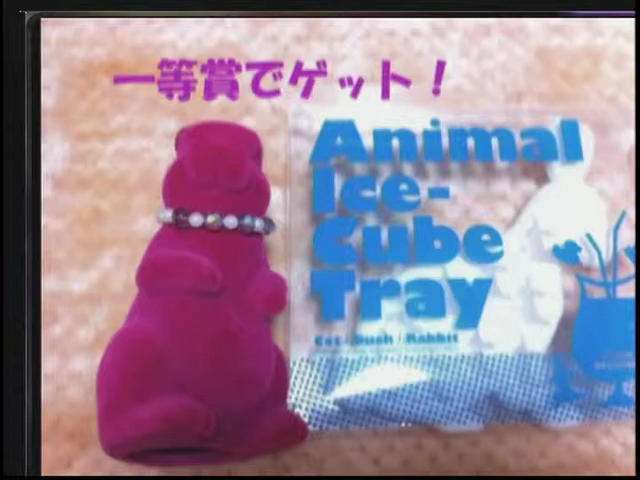 一等賞でゲット!
Animal
Ice-
Cube
Tray
Cat · Duck / Rabbit